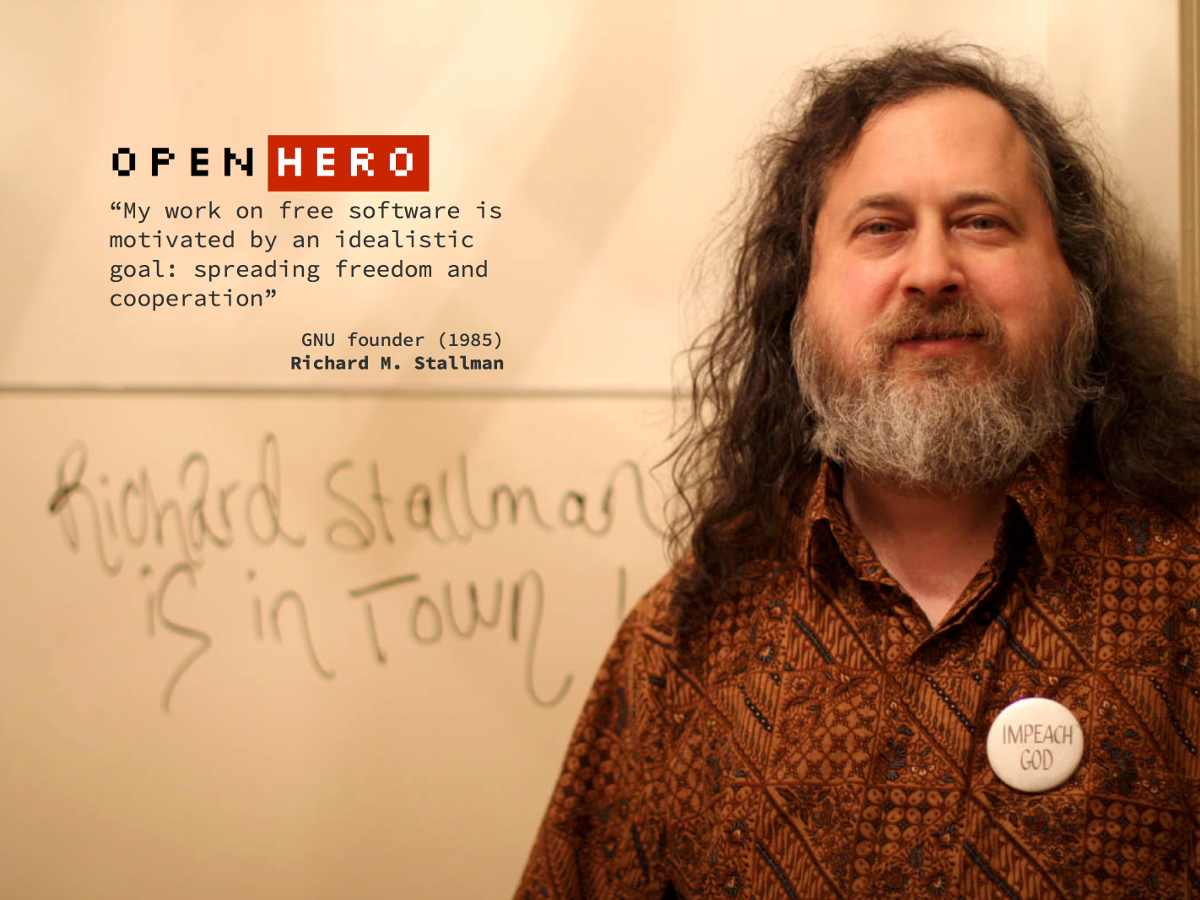 OPEN HERO
“My work on free software is
motivated by an idealistic
goal: spreading freedom and
cooperation”
GNU founder (1985)
Richard M. Stallman
Richard Stallman
is in Town !
IMPEACH
GOD